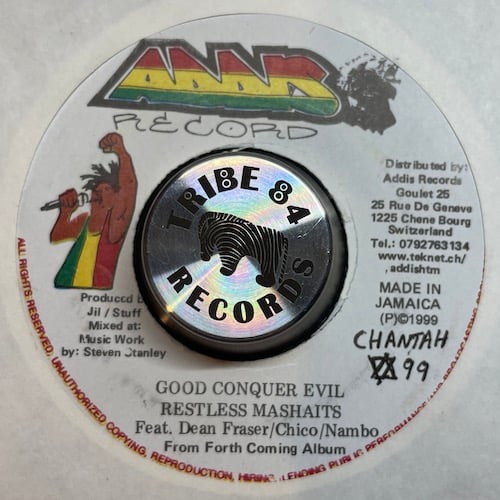 ADDIS
RECORD
Distributed by:
Addis Records
Goulet 25
25 Rue De Geneve
1225 Chene Bourg
Switzerland
Tel.: 0792763134
www.teknet.ch/
addishtm
MADE IN
JAMAICA
(P)©1999
CHANTAH
99
TRIBE 84
RECORDS
Produced
Jil / Stuff
Mixed at:
Music Work
by: Steven Stanley
GOOD CONQUER EVIL
RESTLESS MASHAITS
Feat. Dean Fraser/Chico/Nambo
From Forth Coming Album
ALL RIGHTS RESERVED, UNAUTHORIZED COPYING, REPRODUCTION, HIRING, LENDING PUBLIC PERFORMANCE